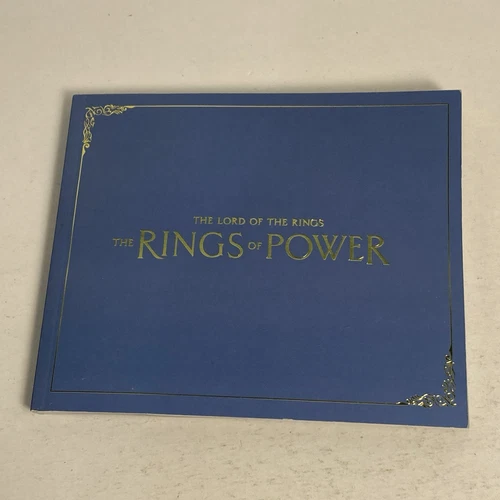 THE LORD OF THE RINGS
THE RINGS OF POWER